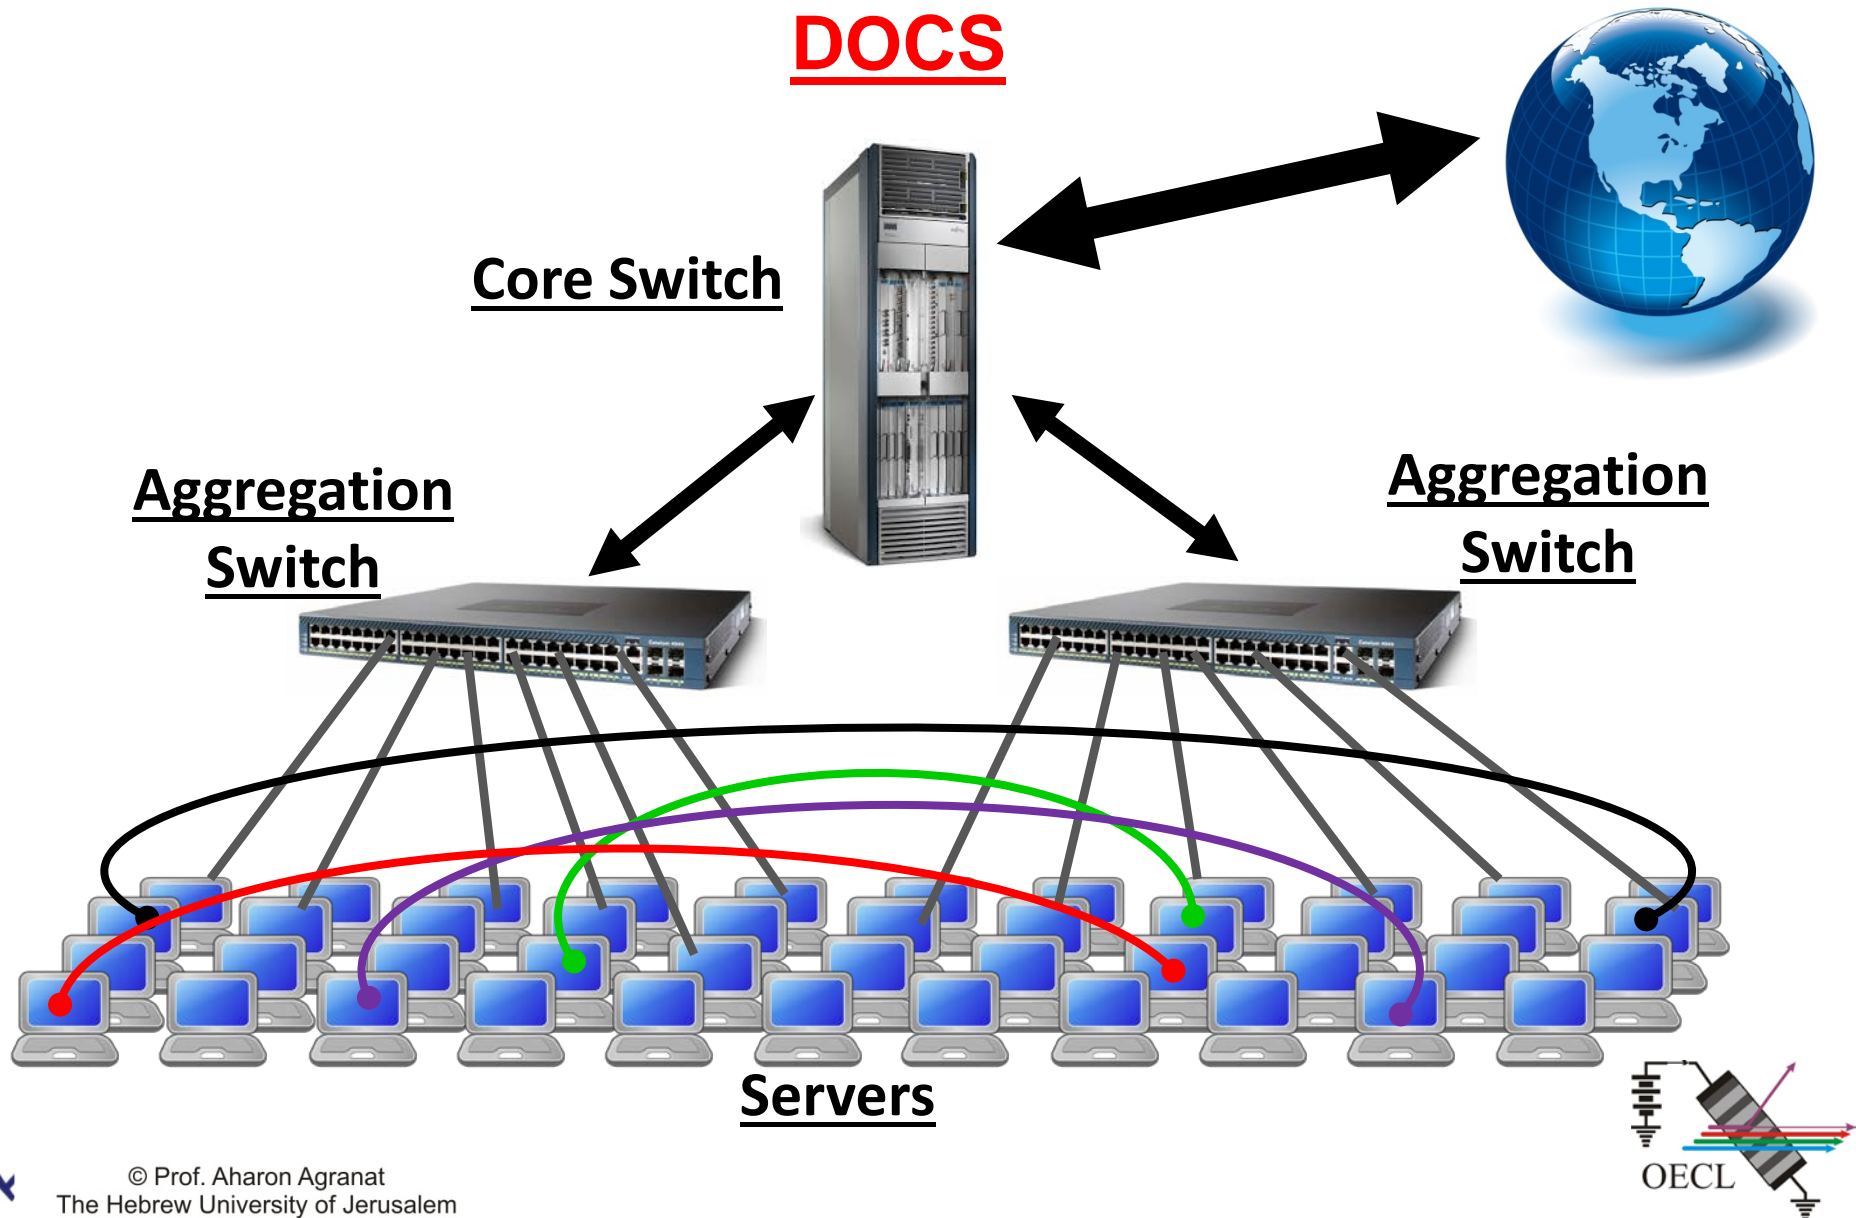 DOCS
Core Switch
Aggregation
Switch
Aggregation
Switch
Servers
OECL
© Prof. Aharon Agranat
The Hebrew University of Jerusalem